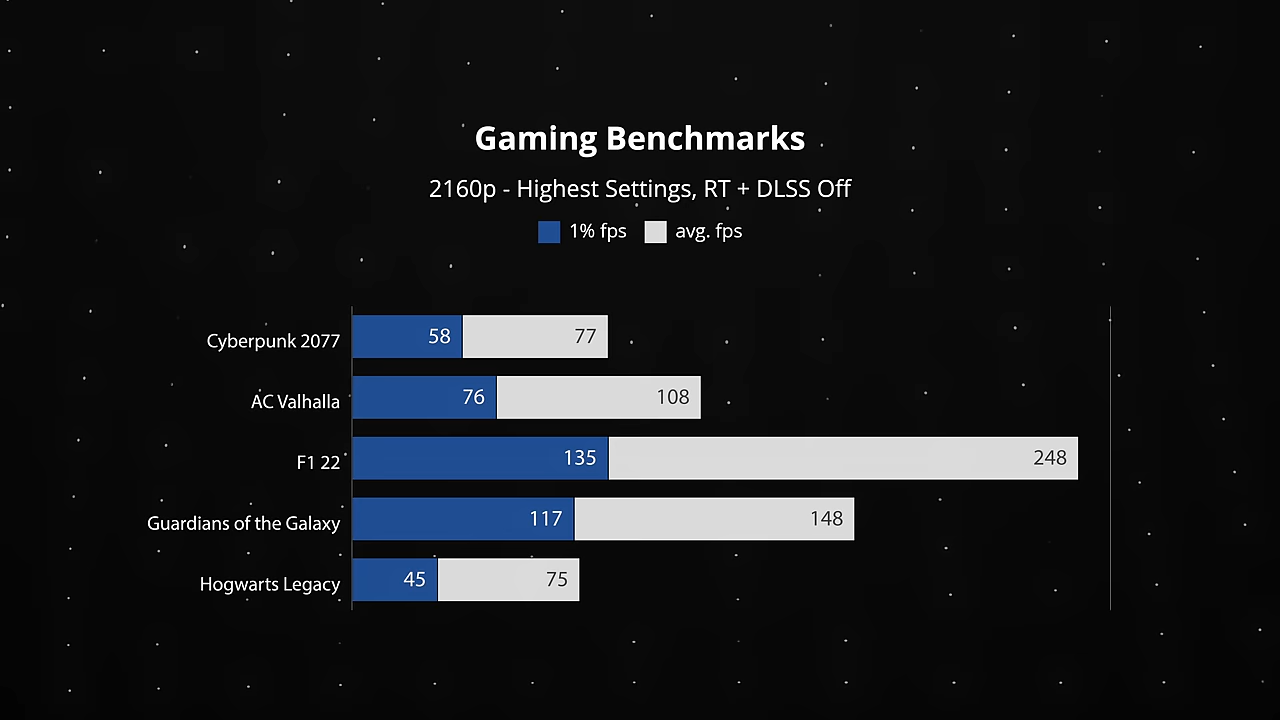 Gaming Benchmarks
2160p - Highest Settings, RT + DLSS Off
1% fps avg. fps
Cyberpunk 2077 58 77
AC Valhalla 76 108
F1 22 135 248
Guardians of the Galaxy 117 148
Hogwarts Legacy 45 75